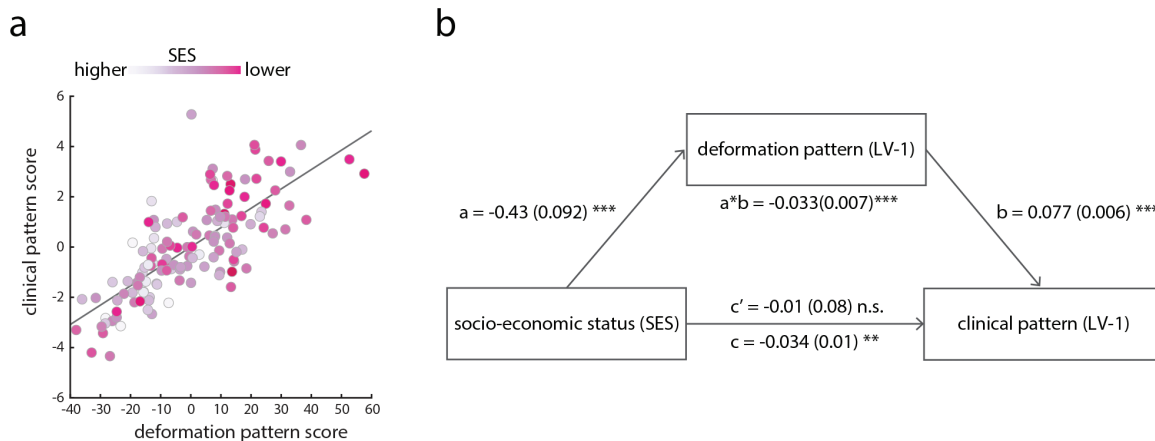 a
SES
higher
lower
clinical pattern score
6
4
2
0
-2
-4
-6
-40 -30 -20 -10 0 10 20 30 40 50 60
deformation pattern score
b
deformation pattern (LV-1)
a*b = -0.033(0.007)***
a = -0.43 (0.092) ***
b = 0.077 (0.006) ***
socio-economic status (SES)
c’ = -0.01 (0.08) n.s.
c = -0.034 (0.01) **
clinical pattern (LV-1)